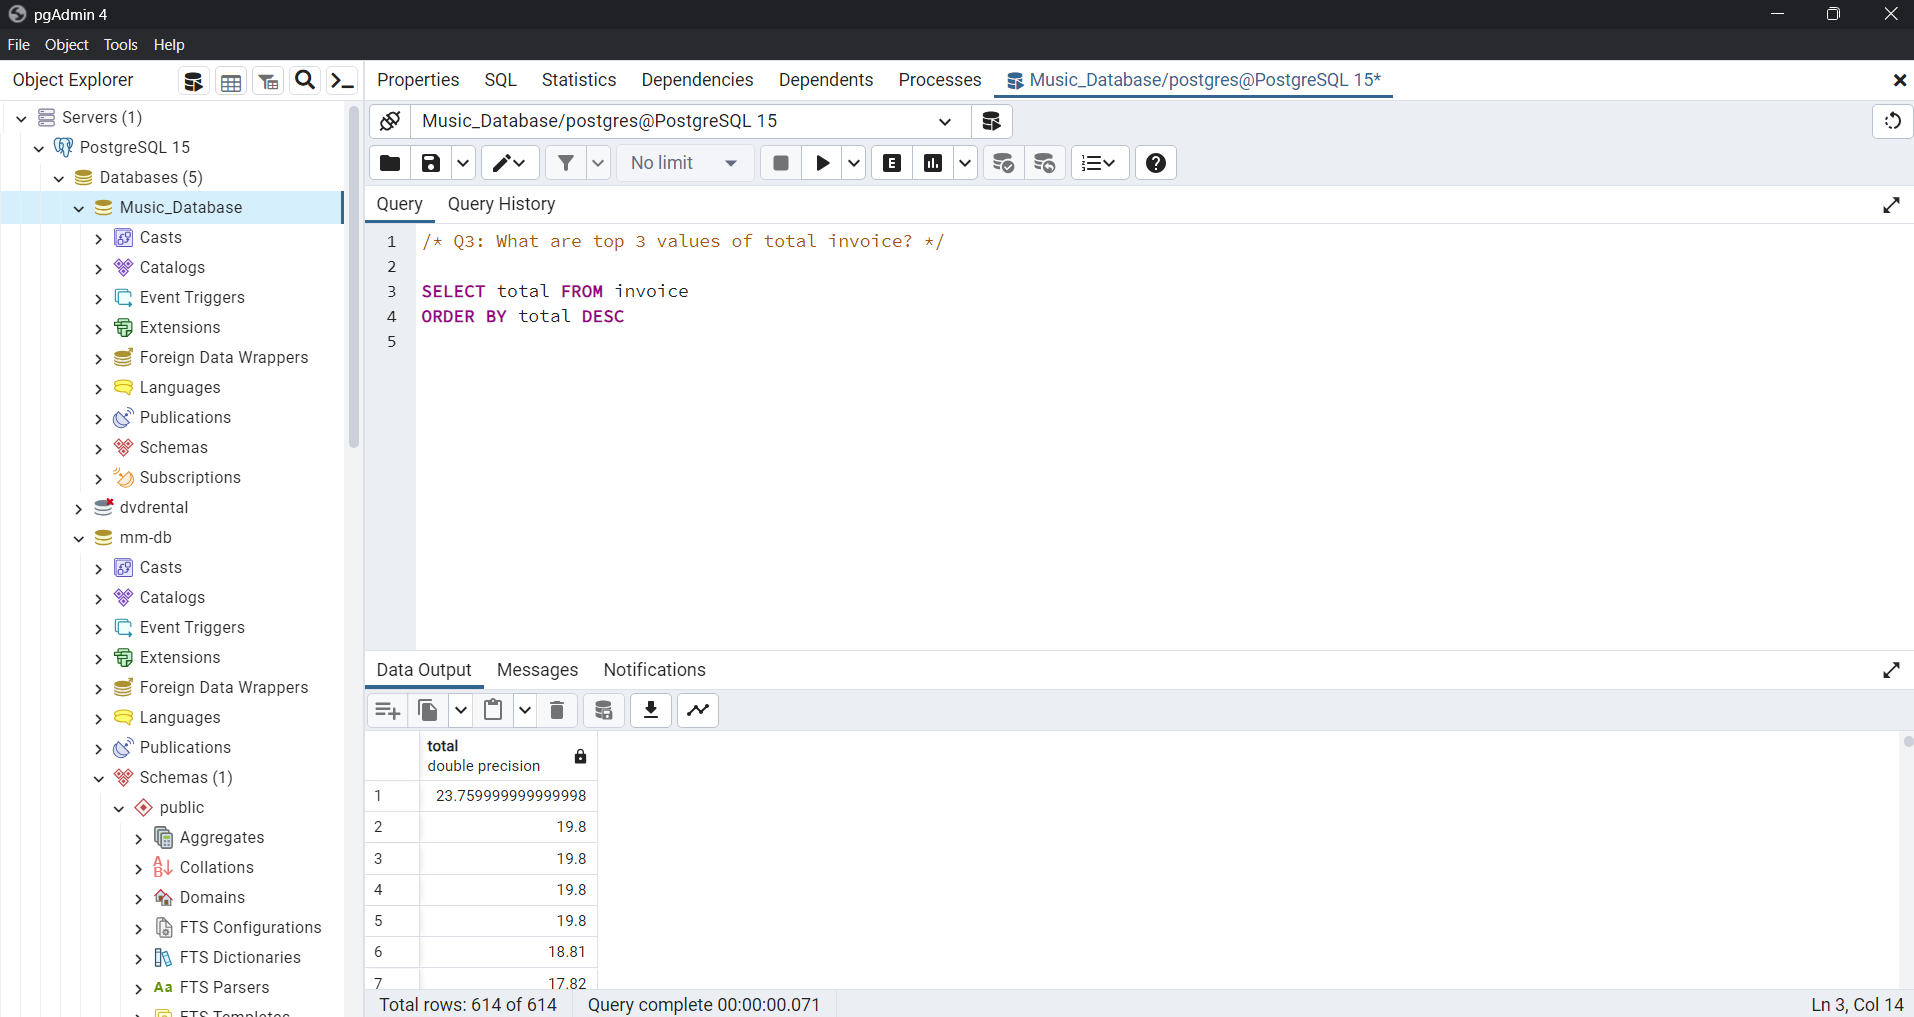 pgAdmin 4
File Object Tools Help
Object Explorer
Properties SQL Statistics Dependencies Dependents Processes Music_Database/postgres@PostgreSQL 15*
Servers (1)
PostgreSQL 15
Databases (5)
Music_Database
Casts
Catalogs
Event Triggers
Extensions
Foreign Data Wrappers
Languages
Publications
Schemas
Subscriptions
dvdrental
mm-db
Casts
Catalogs
Event Triggers
Extensions
Foreign Data Wrappers
Languages
Publications
Schemas (1)
public
Aggregates
Collations
Domains
FTS Configurations
FTS Dictionaries
Aa FTS Parsers
FTS Templates
Music_Database/postgres@PostgreSQL 15
No limit
E
Query Query History
1 /* Q3: What are top 3 values of total invoice? */
2
3 SELECT total FROM invoice
4 ORDER BY total DESC
5
Data Output Messages Notifications
total
double precision
1 23.759999999999998
2 19.8
3 19.8
4 19.8
5 19.8
6 18.81
7 17.82
Total rows: 614 of 614 Query complete 00:00:00.071 Ln 3, Col 14